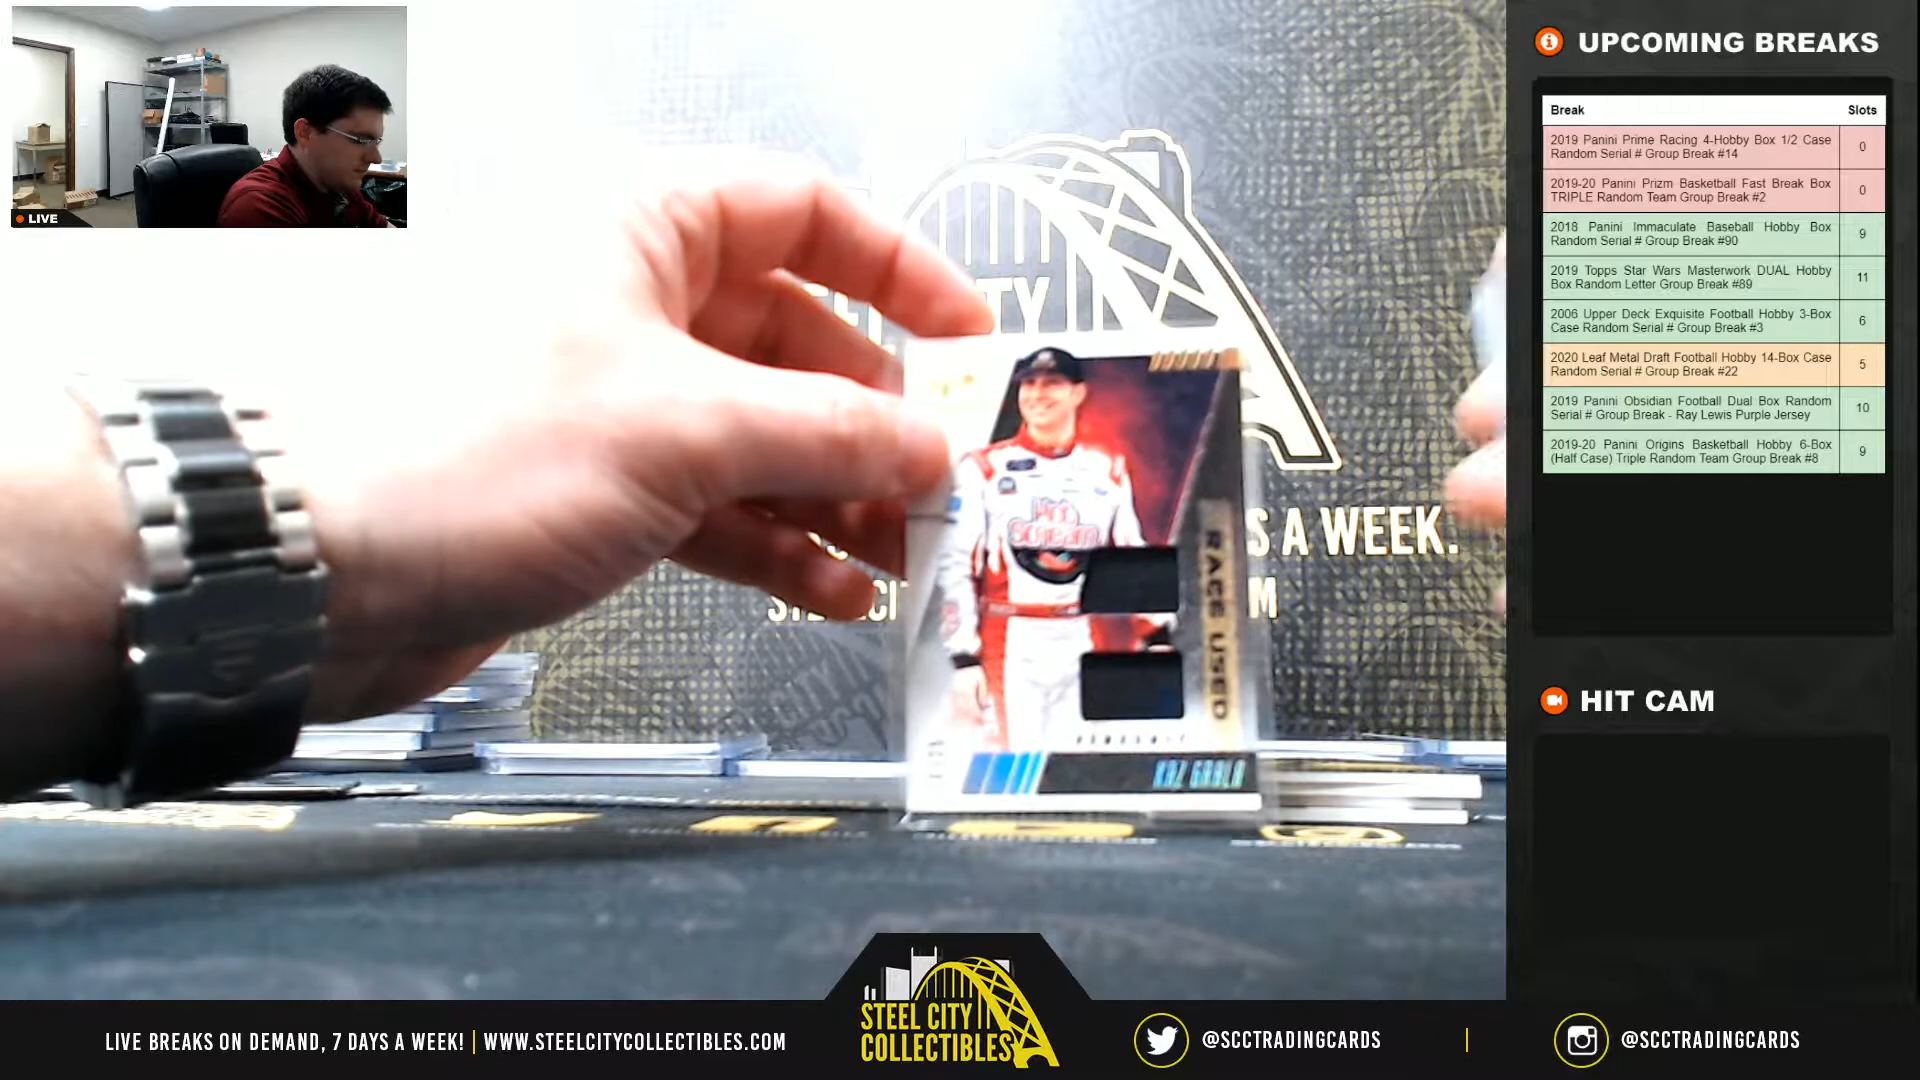 LIVE
UPCOMING BREAKS
Break Slots
2019 Panini Prime Racing 4-Hobby Box 1/2 Case
Random Serial # Group Break #14
0
2019-20 Panini Prizm Basketball Fast Break Box
TRIPLE Random Team Group Break #2
0
2018 Panini Immaculate Baseball Hobby Box
Random Serial # Group Break #90
9
2019 Topps Star Wars Masterwork DUAL Hobby
Box Random Letter Group Break #89
11
2006 Upper Deck Exquisite Football Hobby 3-Box
Case Random Serial # Group Break #3
6
2020 Leaf Metal Draft Football Hobby 14-Box Case
Random Serial # Group Break #22
5
2019 Panini Obsidian Football Dual Box Random
Serial # Group Break - Ray Lewis Purple Jersey
10
2019-20 Panini Origins Basketball Hobby 6-Box
(Half Case) Triple Random Team Group Break #8
9
HIT CAM
CITY
S A WEEK.
M
RACE USED
KAZ GRALA
STEEL CITY
COLLECTIBLES
LIVE BREAKS ON DEMAND, 7 DAYS A WEEK! | WWW.STEELCITYCOLLECTIBLES.COM
@SCCTRADINGCARDS | @SCCTRADINGCARDS